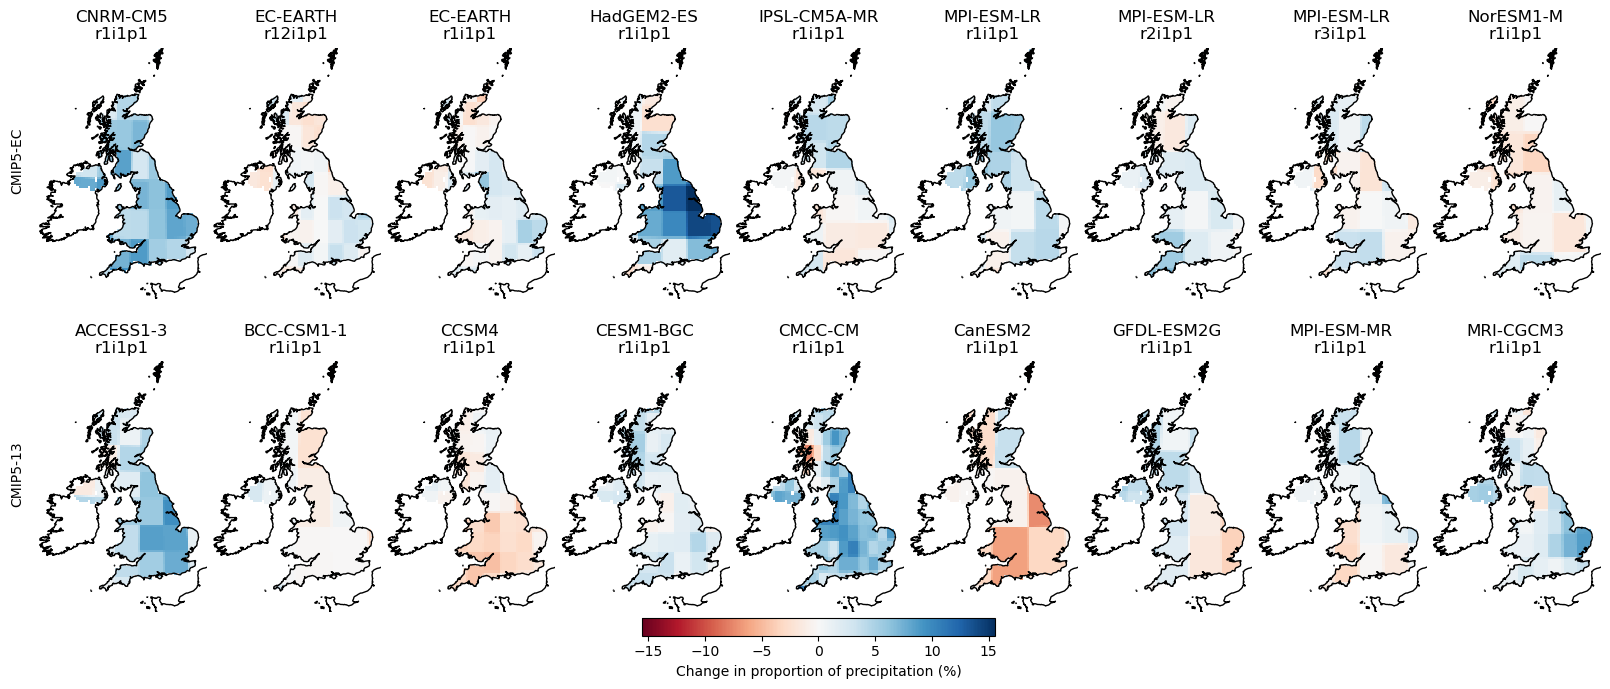 CNRM-CM5 EC-EARTH EC-EARTH HadGEM2-ES IPSL-CM5A-MR MPI-ESM-LR MPI-ESM-LR MPI-ESM-LR NorESM1-M
r1i1p1 r12i1p1 r1i1p1 r1i1p1 r1i1p1 r1i1p1 r2i1p1 r3i1p1 r1i1p1
CMIP5-EC
ACCESS1-3 BCC-CSM1-1 CCSM4 CESM1-BGC CMCC-CM CanESM2 GFDL-ESM2G MPI-ESM-MR MRI-CGCM3
r1i1p1 r1i1p1 r1i1p1 r1i1p1 r1i1p1 r1i1p1 r1i1p1 r1i1p1 r1i1p1
CMIP5-13
−15 −10 −5 0 5 10 15
Change in proportion of precipitation (%)